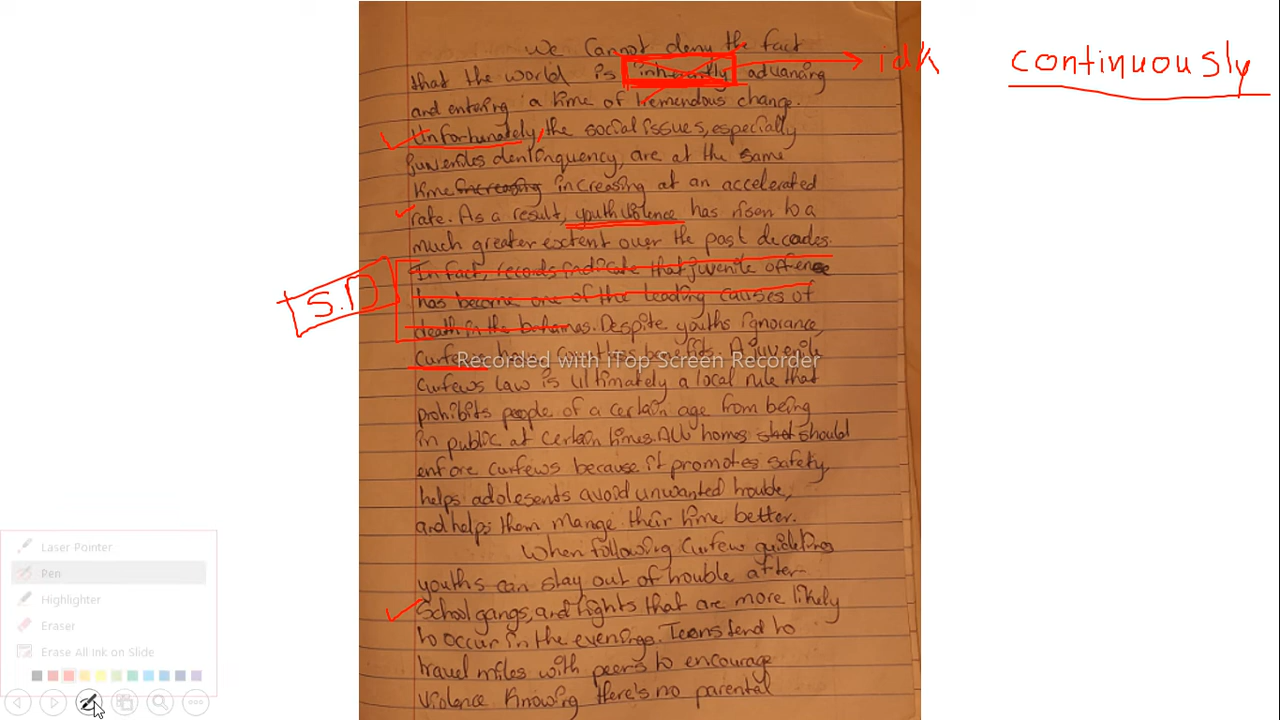 We Cannot deny the fact
that the world is inherantly advancing
and entering a time of tremendous change.
Unfortunately, the social issues, especially
juveniles denlinquency, are at the same
time increasing increasing at an accelerated
rate. As a result, youth violence has risen to a
much greater extent over the past decades.
In fact, records indicate that juvenile offense
has become one of the leading causes of
death in the bahamas. Despite youths ignorance,
Curfews
Recorded with iTop Screen Recorder
A juvenile
Curfews law is ultimately a local rule that
prohibits people of a certain age from being
in public at certain times. All homes should
enfore curfews because it promotes safety,
helps adolesents avoid unwanted trouble,
and helps them mange their time better.
When following Curfew
youths can stay out of trouble after-
School gangs, and fights that are more likely
to occur in the evenings. Teens tend to
travel miles with peers to encourage
violence knowing there's no parental
idk
continuously
S.D
Laser Pointer
Pen
Highlighter
Eraser
Erase All Ink on Slide